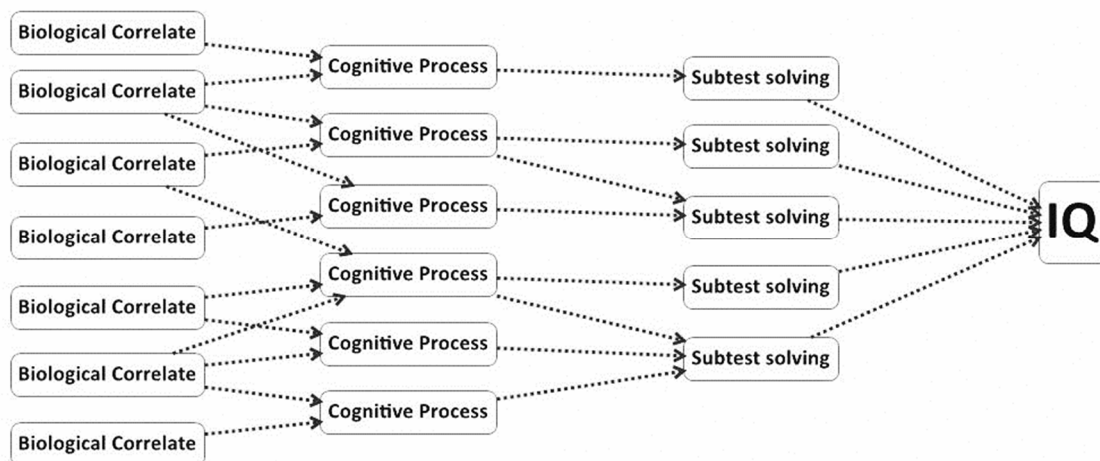 Biological Correlate
Biological Correlate
Biological Correlate
Biological Correlate
Biological Correlate
Biological Correlate
Biological Correlate
Cognitive Process
Cognitive Process
Cognitive Process
Cognitive Process
Cognitive Process
Cognitive Process
Subtest solving
Subtest solving
Subtest solving
Subtest solving
Subtest solving
IQ